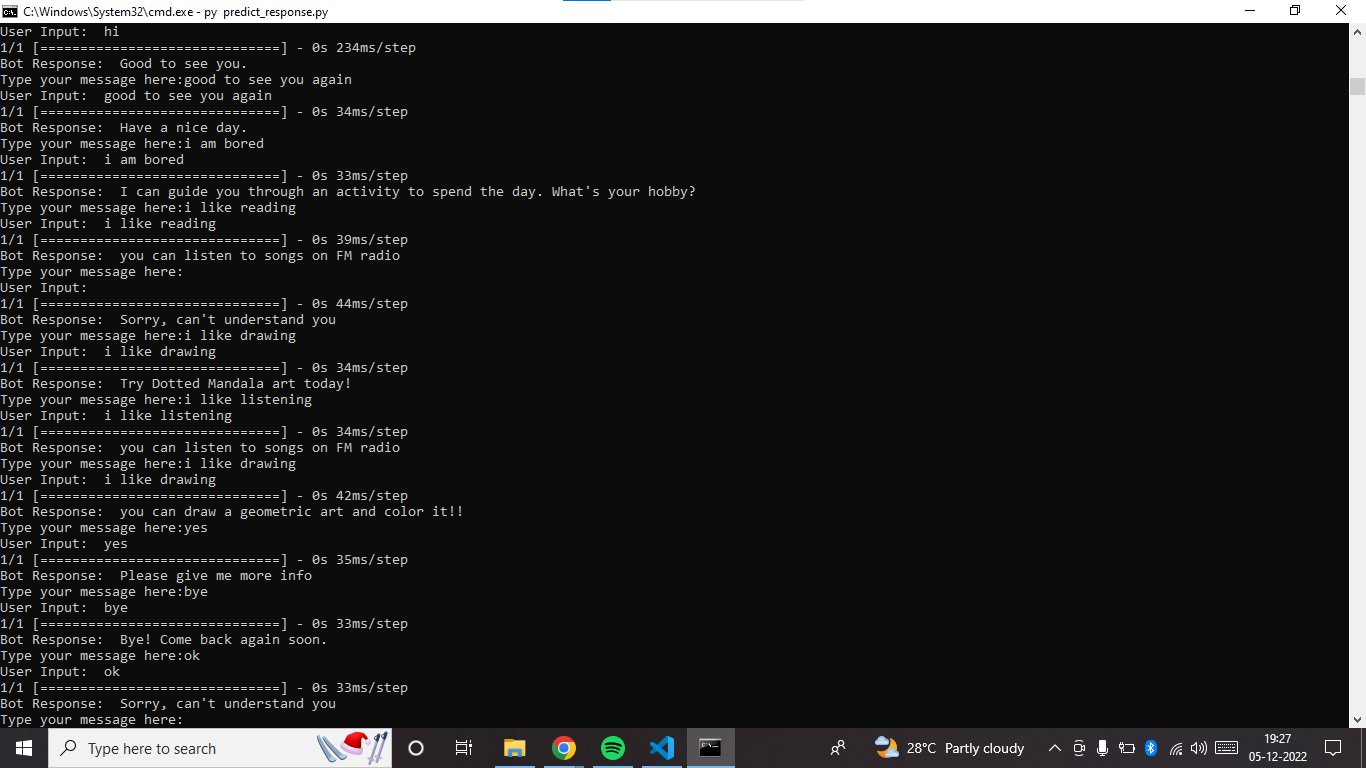 C:\Windows\System32\cmd.exe - py  predict_response.py
User Input:  hi
1/1 [==============================] - 0s 234ms/step
Bot Response:  Good to see you.
Type your message here:good to see you again
User Input:  good to see you again
1/1 [==============================] - 0s 34ms/step
Bot Response:  Have a nice day.
Type your message here:i am bored
User Input:  i am bored
1/1 [==============================] - 0s 33ms/step
Bot Response:  I can guide you through an activity to spend the day. What's your hobby?
Type your message here:i like reading
User Input:  i like reading
1/1 [==============================] - 0s 39ms/step
Bot Response:  you can listen to songs on FM radio
Type your message here:
User Input:
1/1 [==============================] - 0s 44ms/step
Bot Response:  Sorry, can't understand you
Type your message here:i like drawing
User Input:  i like drawing
1/1 [==============================] - 0s 34ms/step
Bot Response:  Try Dotted Mandala art today!
Type your message here:i like listening
User Input:  i like listening
1/1 [==============================] - 0s 34ms/step
Bot Response:  you can listen to songs on FM radio
Type your message here:i like drawing
User Input:  i like drawing
1/1 [==============================] - 0s 42ms/step
Bot Response:  you can draw a geometric art and color it!!
Type your message here:yes
User Input:  yes
1/1 [==============================] - 0s 35ms/step
Bot Response:  Please give me more info
Type your message here:bye
User Input:  bye
1/1 [==============================] - 0s 33ms/step
Bot Response:  Bye! Come back again soon.
Type your message here:ok
User Input:  ok
1/1 [==============================] - 0s 33ms/step
Bot Response:  Sorry, can't understand you
Type your message here:
Type here to search
28°C  Partly cloudy
19:27
05-12-2022